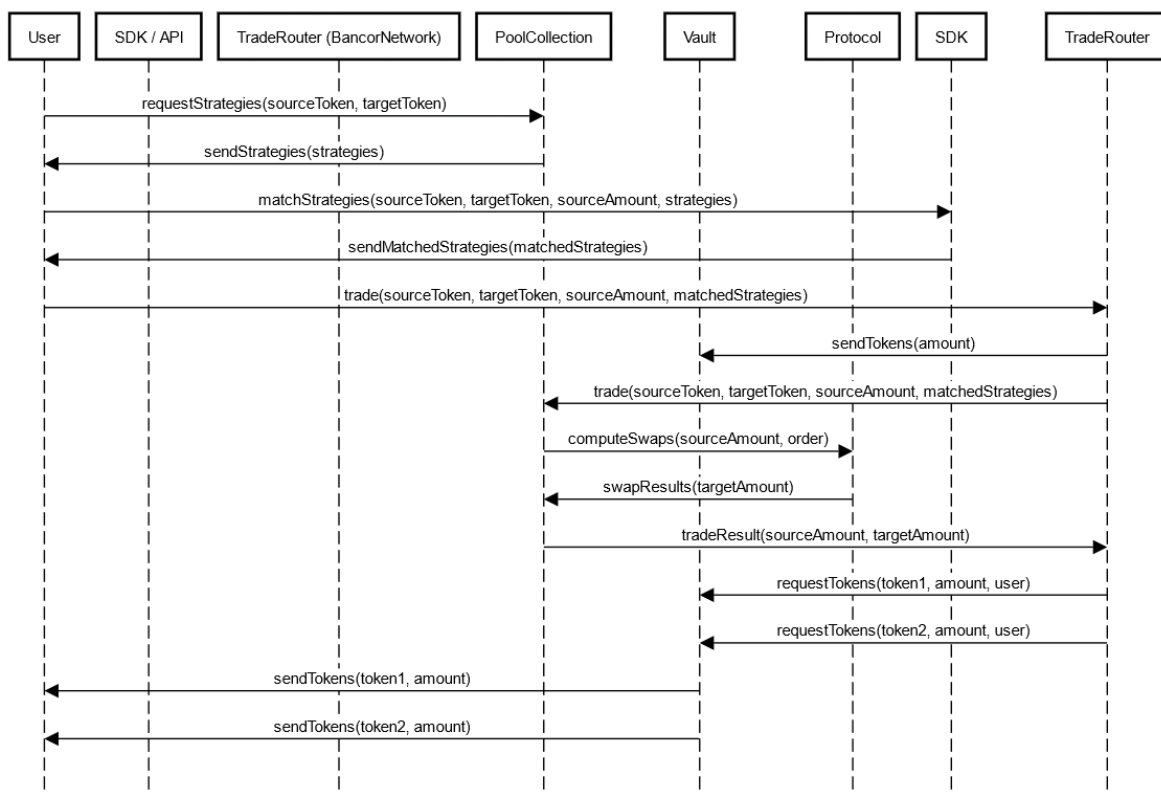 User
SDK / API
TradeRouter (BancorNetwork)
PoolCollection
Vault
Protocol
SDK
TradeRouter
requestStrategies(sourceToken, targetToken)
sendStrategies(strategies)
matchStrategies(sourceToken, targetToken, sourceAmount, strategies)
sendMatchedStrategies(matchedStrategies)
trade(sourceToken, targetToken, sourceAmount, matchedStrategies)
sendTokens(amount)
trade(sourceToken, targetToken, sourceAmount, matchedStrategies)
computeSwaps(sourceAmount, order)
swapResults(targetAmount)
tradeResult(sourceAmount, targetAmount)
requestTokens(token1, amount, user)
requestTokens(token2, amount, user)
sendTokens(token1, amount)
sendTokens(token2, amount)